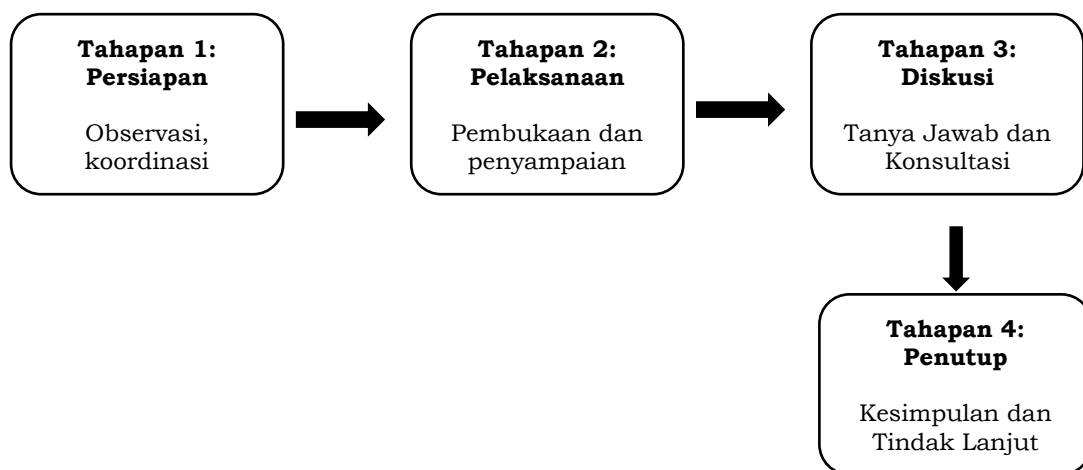 Tahapan 1:
Persiapan
Observasi,
koordinasi
Tahapan 2:
Pelaksanaan
Pembukaan dan
penyampaian
Tahapan 3:
Diskusi
Tanya Jawab dan
Konsultasi
Tahapan 4:
Penutup
Kesimpulan dan
Tindak Lanjut